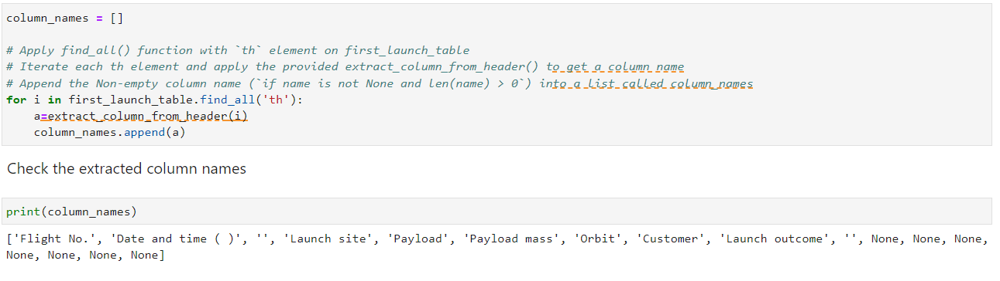 column_names = []
# Apply find_all() function with `th` element on first_launch_table
# Iterate each th element and apply the provided extract_column_from_header() to get a column name
# Append the Non-empty column name (`if name is not None and len(name) > 0`) into a list called column_names
for i in first_launch_table.find_all('th'):
    a=extract_column_from_header(i)
    column_names.append(a)
Check the extracted column names
print(column_names)
['Flight No.', 'Date and time ( )', '', 'Launch site', 'Payload', 'Payload mass', 'Orbit', 'Customer', 'Launch outcome', '', None, None, None,
None, None, None, None]